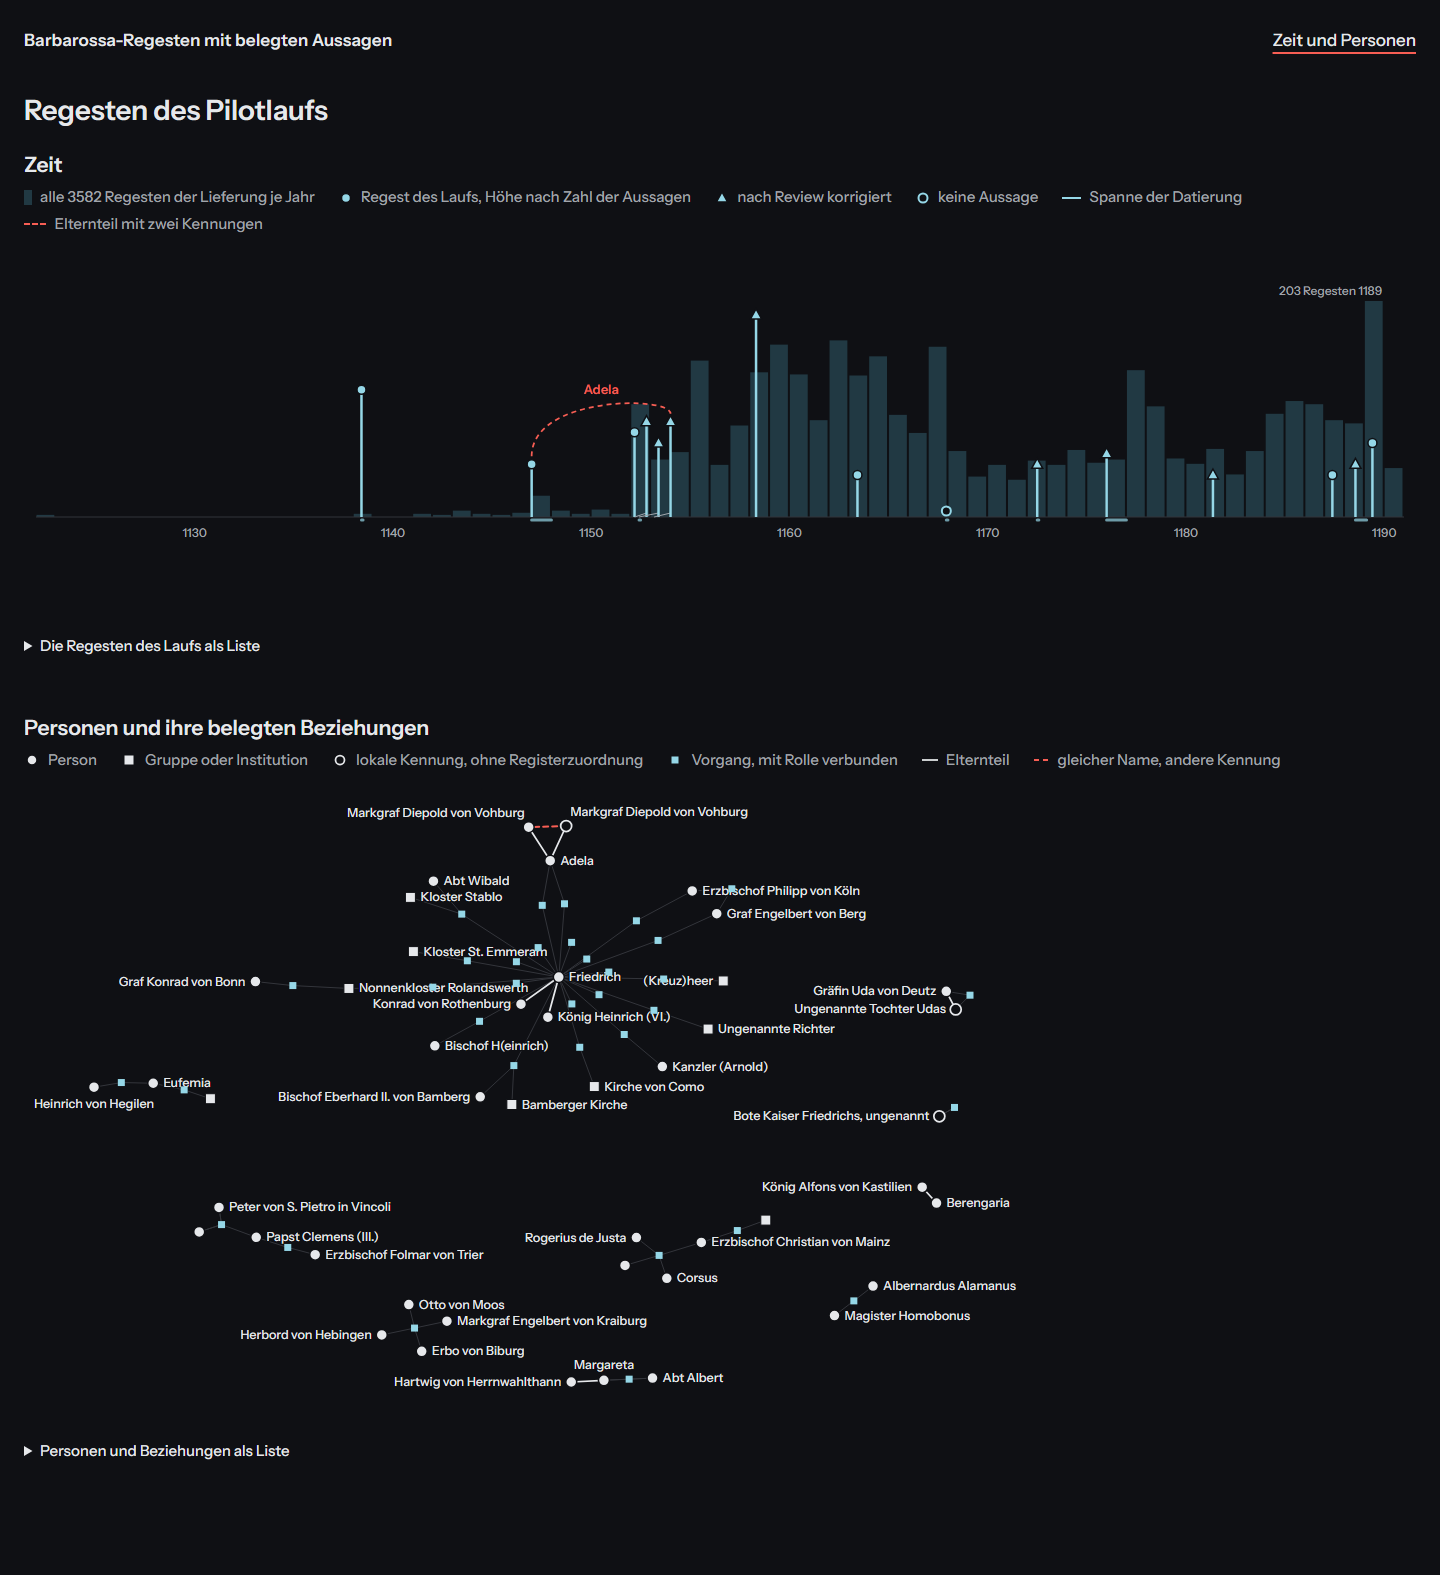 Barbarossa-Regesten mit belegten Aussagen
Zeit und Personen
Regesten des Pilotlaufs
Zeit
alle 3582 Regesten der Lieferung je Jahr
Regest des Laufs, Höhe nach Zahl der Aussagen
nach Review korrigiert
keine Aussage
Spanne der Datierung
Elternteil mit zwei Kennungen
203 Regesten 1189
Adela
1130
1140
1150
1160
1170
1180
1190
Die Regesten des Laufs als Liste
Personen und ihre belegten Beziehungen
Person
Gruppe oder Institution
lokale Kennung, ohne Registerzuordnung
Vorgang, mit Rolle verbunden
Elternteil
gleicher Name, andere Kennung
Markgraf Diepold von Vohburg
Markgraf Diepold von Vohburg
Adela
Abt Wibald
Kloster Stablo
Erzbischof Philipp von Köln
Graf Engelbert von Berg
Kloster St. Emmeram
Friedrich
(Kreuz)heer
Graf Konrad von Bonn
Nonnenkloster Rolandswerth
Konrad von Rothenburg
Gräfin Uda von Deutz
Ungenannte Tochter Udas
König Heinrich (VI.)
Ungenannte Richter
Bischof H(einrich)
Kanzler (Arnold)
Eufemia
Heinrich von Hegilen
Kirche von Como
Bischof Eberhard II. von Bamberg
Bamberger Kirche
Bote Kaiser Friedrichs, ungenannt
König Alfons von Kastilien
Berengaria
Peter von S. Pietro in Vincoli
Papst Clemens (III.)
Erzbischof Folmar von Trier
Rogerius de Justa
Erzbischof Christian von Mainz
Corsus
Albernardus Alamanus
Magister Homobonus
Otto von Moos
Markgraf Engelbert von Kraiburg
Herbord von Hebingen
Erbo von Biburg
Margareta
Hartwig von Herrnwahlthann
Abt Albert
Personen und Beziehungen als Liste